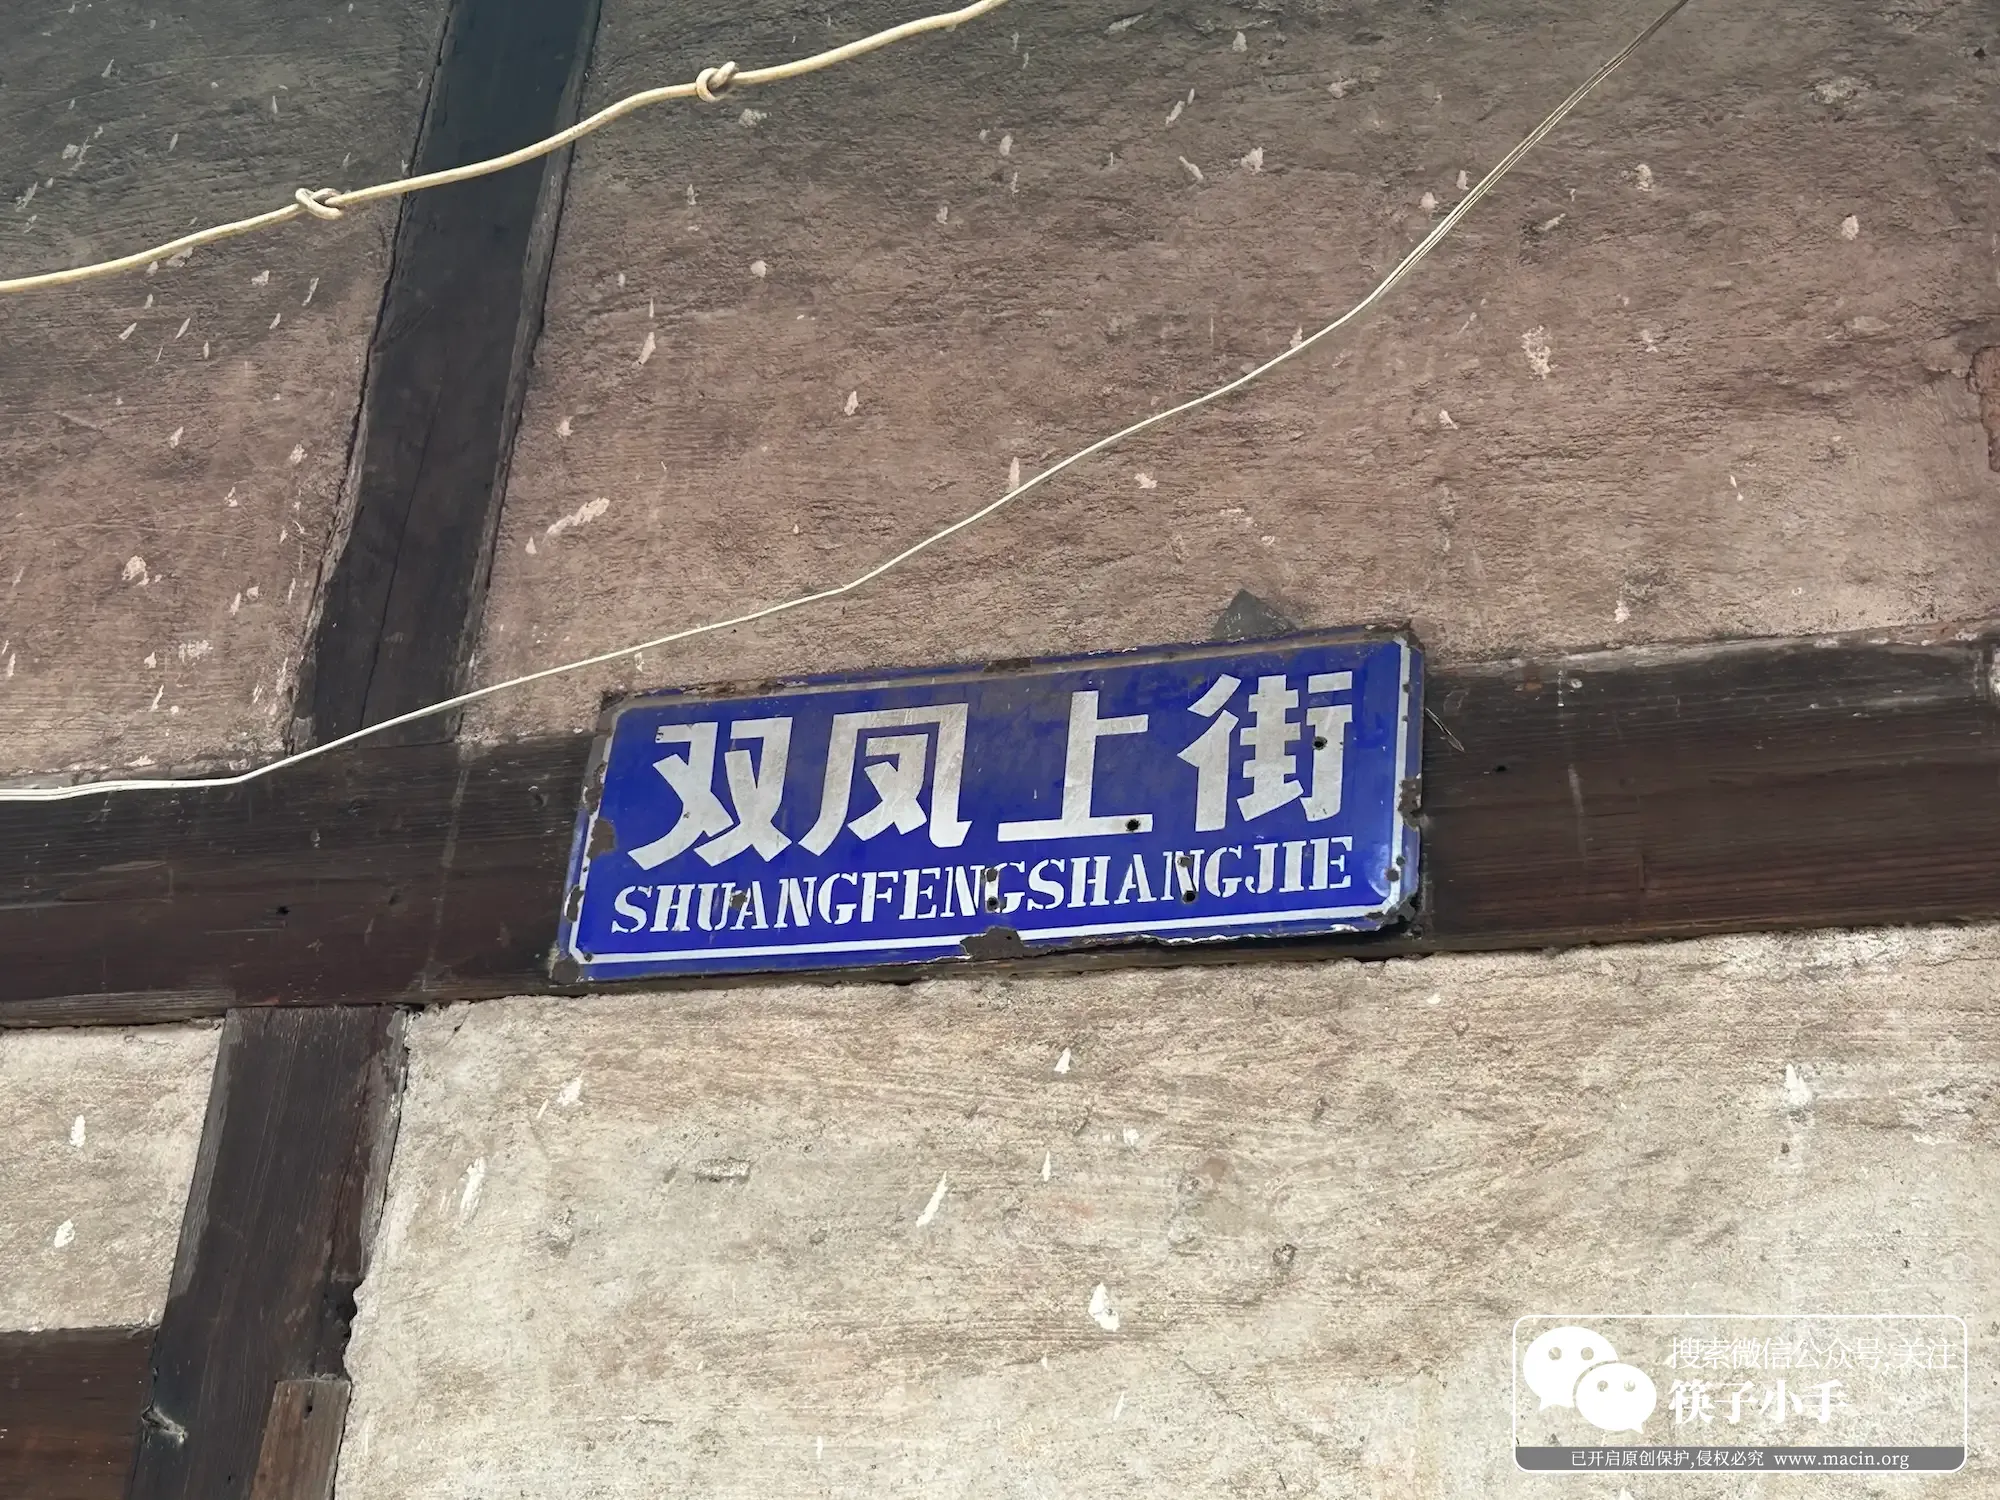 双凤上街
SHUANGFENGSHANGJIE
搜索微信公众号,关注
筷子小手
已开启原创保护,侵权必究 www.macin.org